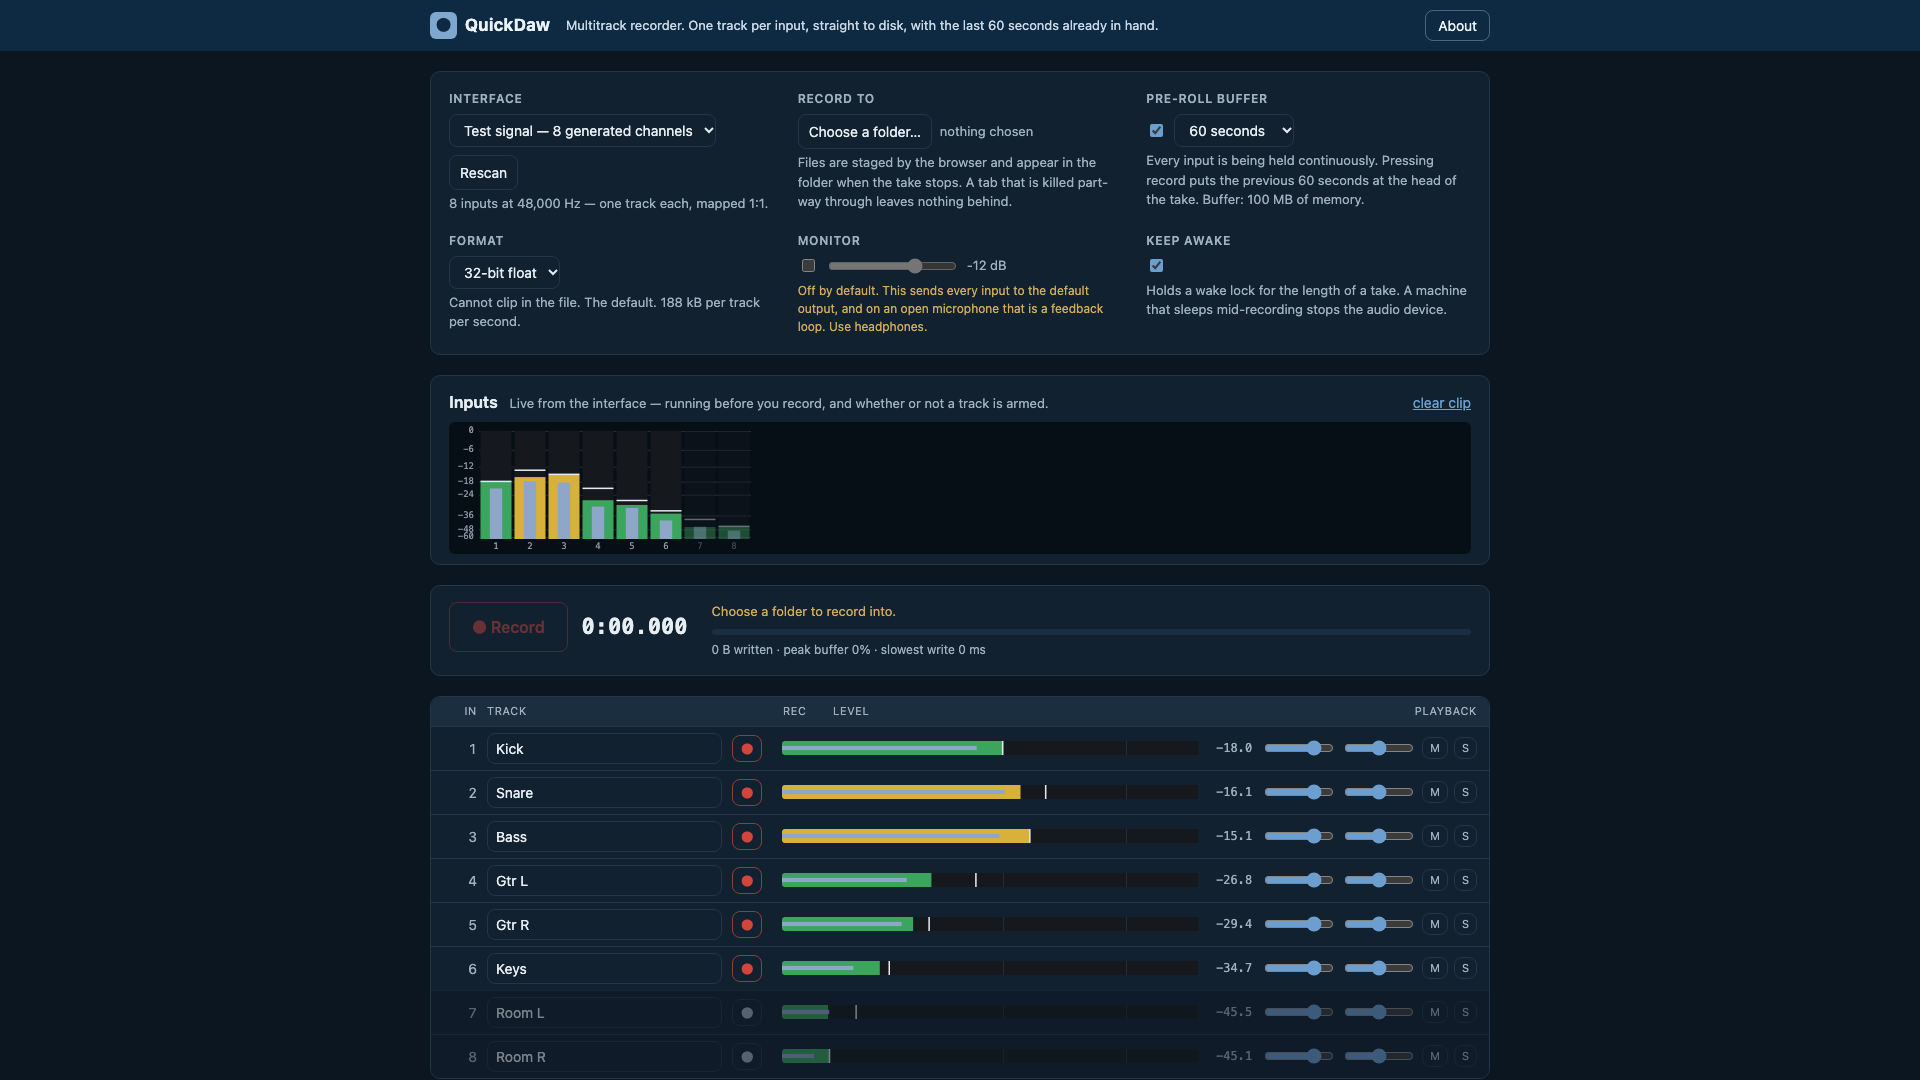 QuickDaw
Multitrack recorder. One track per input, straight to disk, with the last 60 seconds already in hand.
About
INTERFACE
Test signal — 8 generated channels
Rescan
8 inputs at 48,000 Hz — one track each, mapped 1:1.
RECORD TO
Choose a folder...
nothing chosen
Files are staged by the browser and appear in the
folder when the take stops. A tab that is killed part-
way through leaves nothing behind.
PRE-ROLL BUFFER
60 seconds
Every input is being held continuously. Pressing
record puts the previous 60 seconds at the head of
the take. Buffer: 100 MB of memory.
FORMAT
32-bit float
Cannot clip in the file. The default. 188 kB per track
per second.
MONITOR
-12 dB
Off by default. This sends every input to the default
output, and on an open microphone that is a feedback
loop. Use headphones.
KEEP AWAKE
Holds a wake lock for the length of a take. A machine
that sleeps mid-recording stops the audio device.
Inputs
Live from the interface — running before you record, and whether or not a track is armed.
clear clip
0
−6
−12
−18
−24
−36
−48
−60
1 2 3 4 5 6 7 8
Record
0:00.000
Choose a folder to record into.
0 B written · peak buffer 0% · slowest write 0 ms
IN TRACK REC LEVEL PLAYBACK
1 Kick −18.0 M S
2 Snare −16.1 M S
3 Bass −15.1 M S
4 Gtr L −26.8 M S
5 Gtr R −29.4 M S
6 Keys −34.7 M S
7 Room L −45.5 M S
8 Room R −45.1 M S